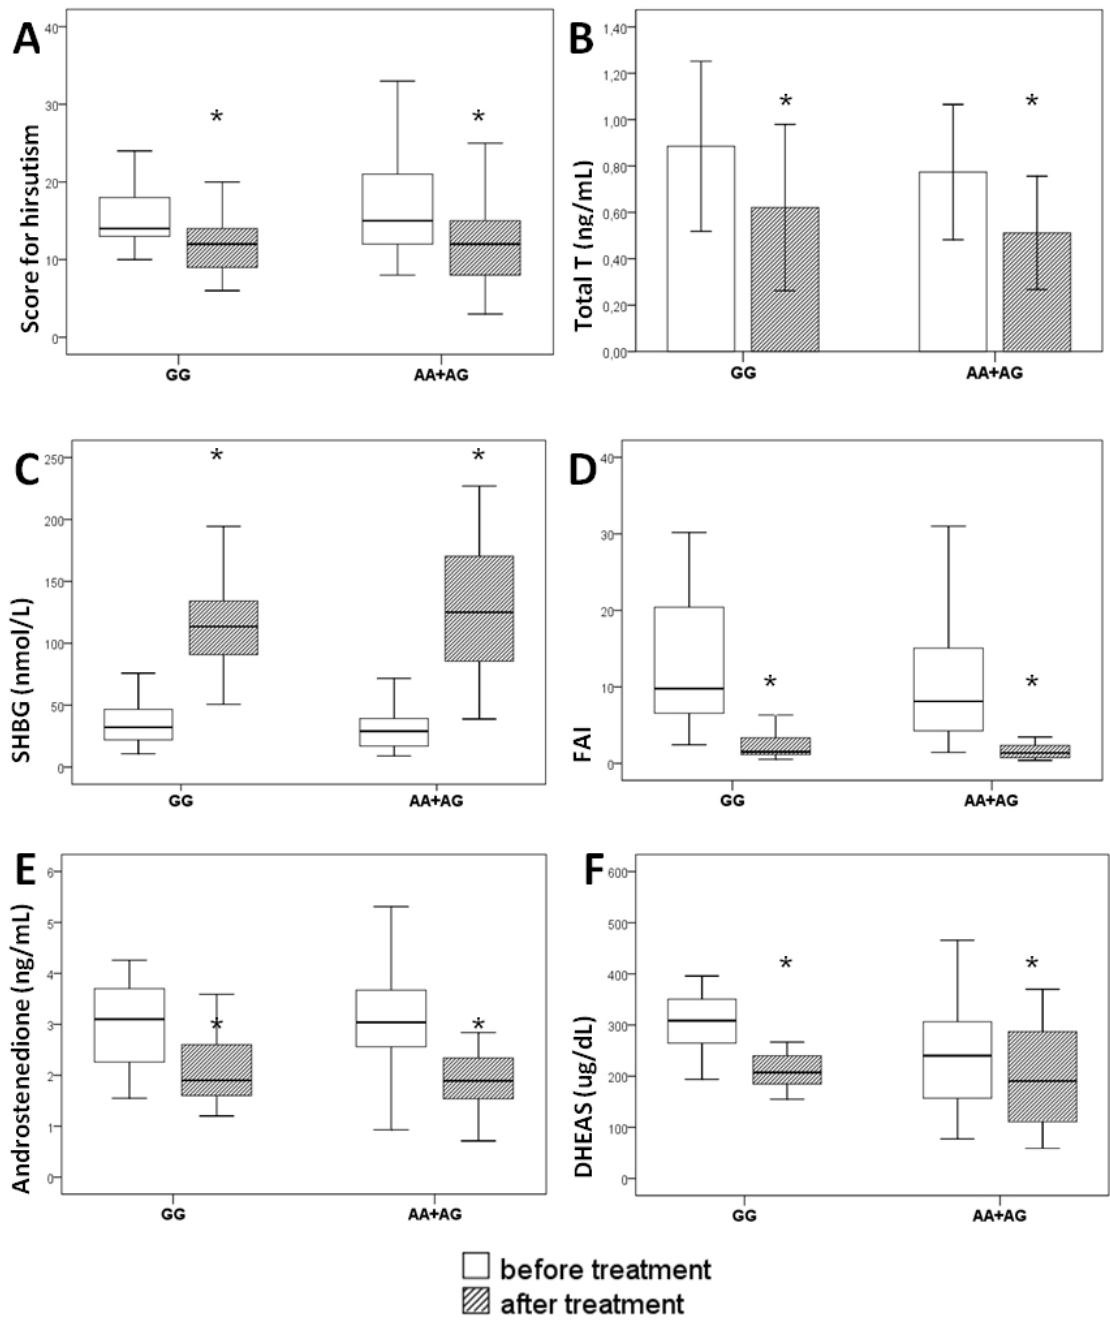 A
Score for hirsutism
40
30
20
10
0
*
*
GG
AA+AG
B
Total T (ng/mL)
1,40
1,20
1,00
0,80
0,60
0,40
0,20
0,00
*
*
GG
AA+AG
C
SHBG (nmol/L)
250
200
150
100
50
0
*
*
GG
AA+AG
D
FAI
40
30
20
10
0
*
*
GG
AA+AG
E
Androstenedione (ng/mL)
6
5
4
3
2
1
0
*
*
GG
AA+AG
F
DHEAS (ug/dL)
600
500
400
300
200
100
0
*
*
GG
AA+AG
before treatment
after treatment